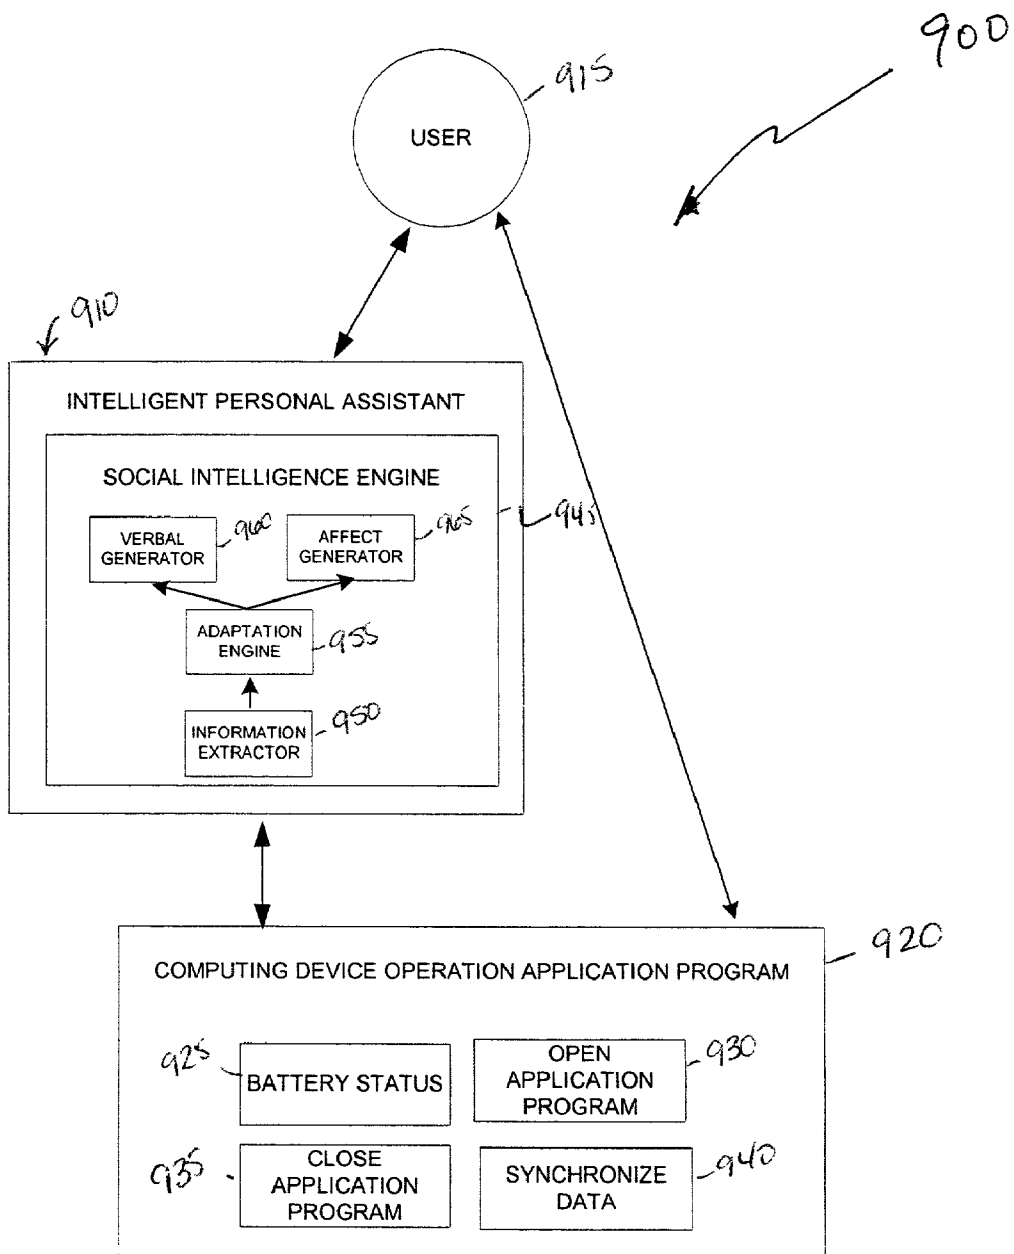 900
915
USER
910
INTELLIGENT PERSONAL ASSISTANT
SOCIAL INTELLIGENCE ENGINE
945
VERBAL
GENERATOR
960
AFFECT
GENERATOR
965
ADAPTATION
ENGINE
955
INFORMATION
EXTRACTOR
950
920
COMPUTING DEVICE OPERATION APPLICATION PROGRAM
925
BATTERY STATUS
OPEN
APPLICATION
PROGRAM
930
935
CLOSE
APPLICATION
PROGRAM
SYNCHRONIZE
DATA
940